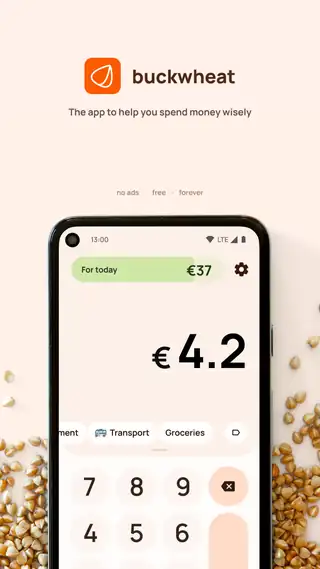 buckwheat
The app to help you spend money wisely
no ads free · forever
13:00 LTE
For today €37
€ 4.2
ment 🚌 Transport Groceries
7 8 9
4 5 6